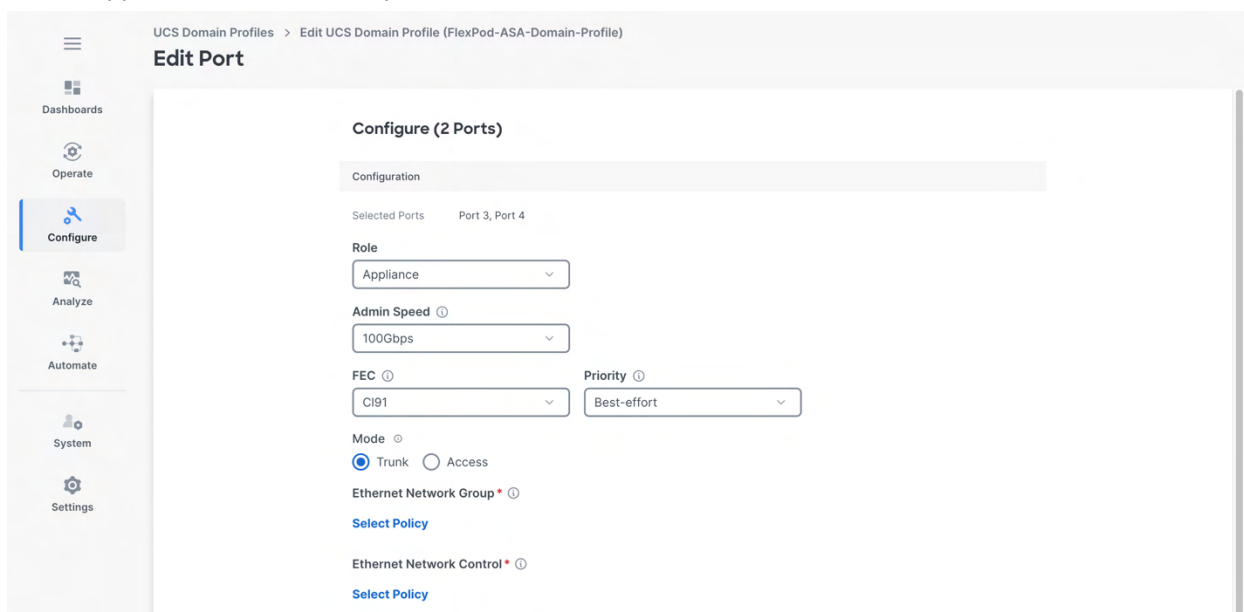 UCS Domain Profiles > Edit UCS Domain Profile (FlexPod-ASA-Domain-Profile)
Edit Port
Dashboards
Operate
Configure
Analyze
Automate
System
Settings
Configure (2 Ports)
Configuration
Selected Ports Port 3, Port 4
Role
Appliance
Admin Speed
100Gbps
FEC Priority
Cl91 Best-effort
Mode
Trunk Access
Ethernet Network Group *
Select Policy
Ethernet Network Control *
Select Policy